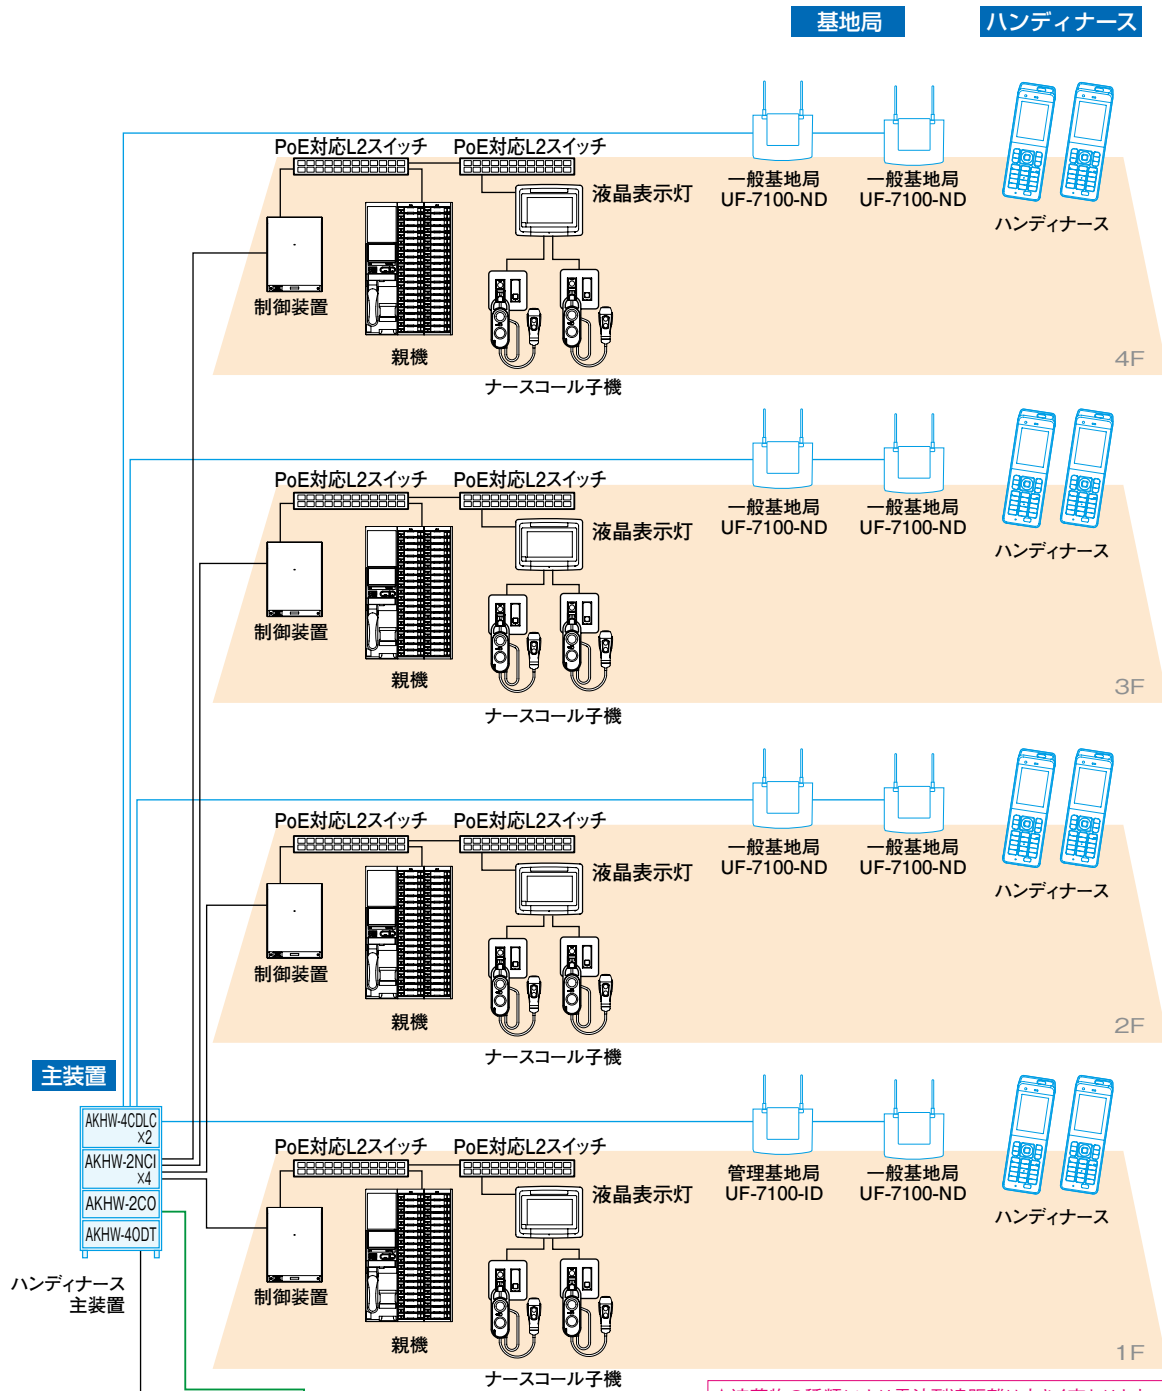 基地局
ハンディナース
PoE対応L2スイッチ
PoE対応L2スイッチ
液晶表示灯
一般基地局
UF-7100-ND
一般基地局
UF-7100-ND
ハンディナース
制御装置
親機
ナースコール子機
4F
PoE対応L2スイッチ
PoE対応L2スイッチ
液晶表示灯
一般基地局
UF-7100-ND
一般基地局
UF-7100-ND
ハンディナース
制御装置
親機
ナースコール子機
3F
PoE対応L2スイッチ
PoE対応L2スイッチ
液晶表示灯
一般基地局
UF-7100-ND
一般基地局
UF-7100-ND
ハンディナース
制御装置
親機
ナースコール子機
2F
主装置
AKHW-4CDLC
×2
AKHW-2NCI
×4
AKHW-2CO
AKHW-4ODT
ハンディナース
主装置
PoE対応L2スイッチ
PoE対応L2スイッチ
液晶表示灯
管理基地局
UF-7100-ID
一般基地局
UF-7100-ND
ハンディナース
制御装置
親機
ナースコール子機
1F